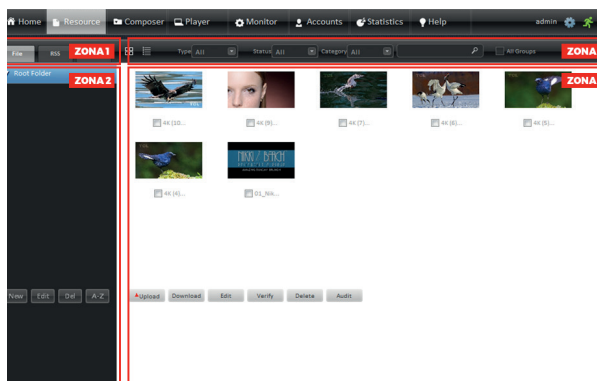 Home Resource Composer Player Monitor Accounts Statistics Help admin
File RSS ZONA 1 Type All Status All Category All All Groups ZONA
Root Folder ZONA 2 ZONA
4K (10... 4K (9)... 4K (7)... 4K (6)... 4K (5)...
4K (4)... 01_Nik...
New Edit Del A-Z Upload Download Edit Verify Delete Audit